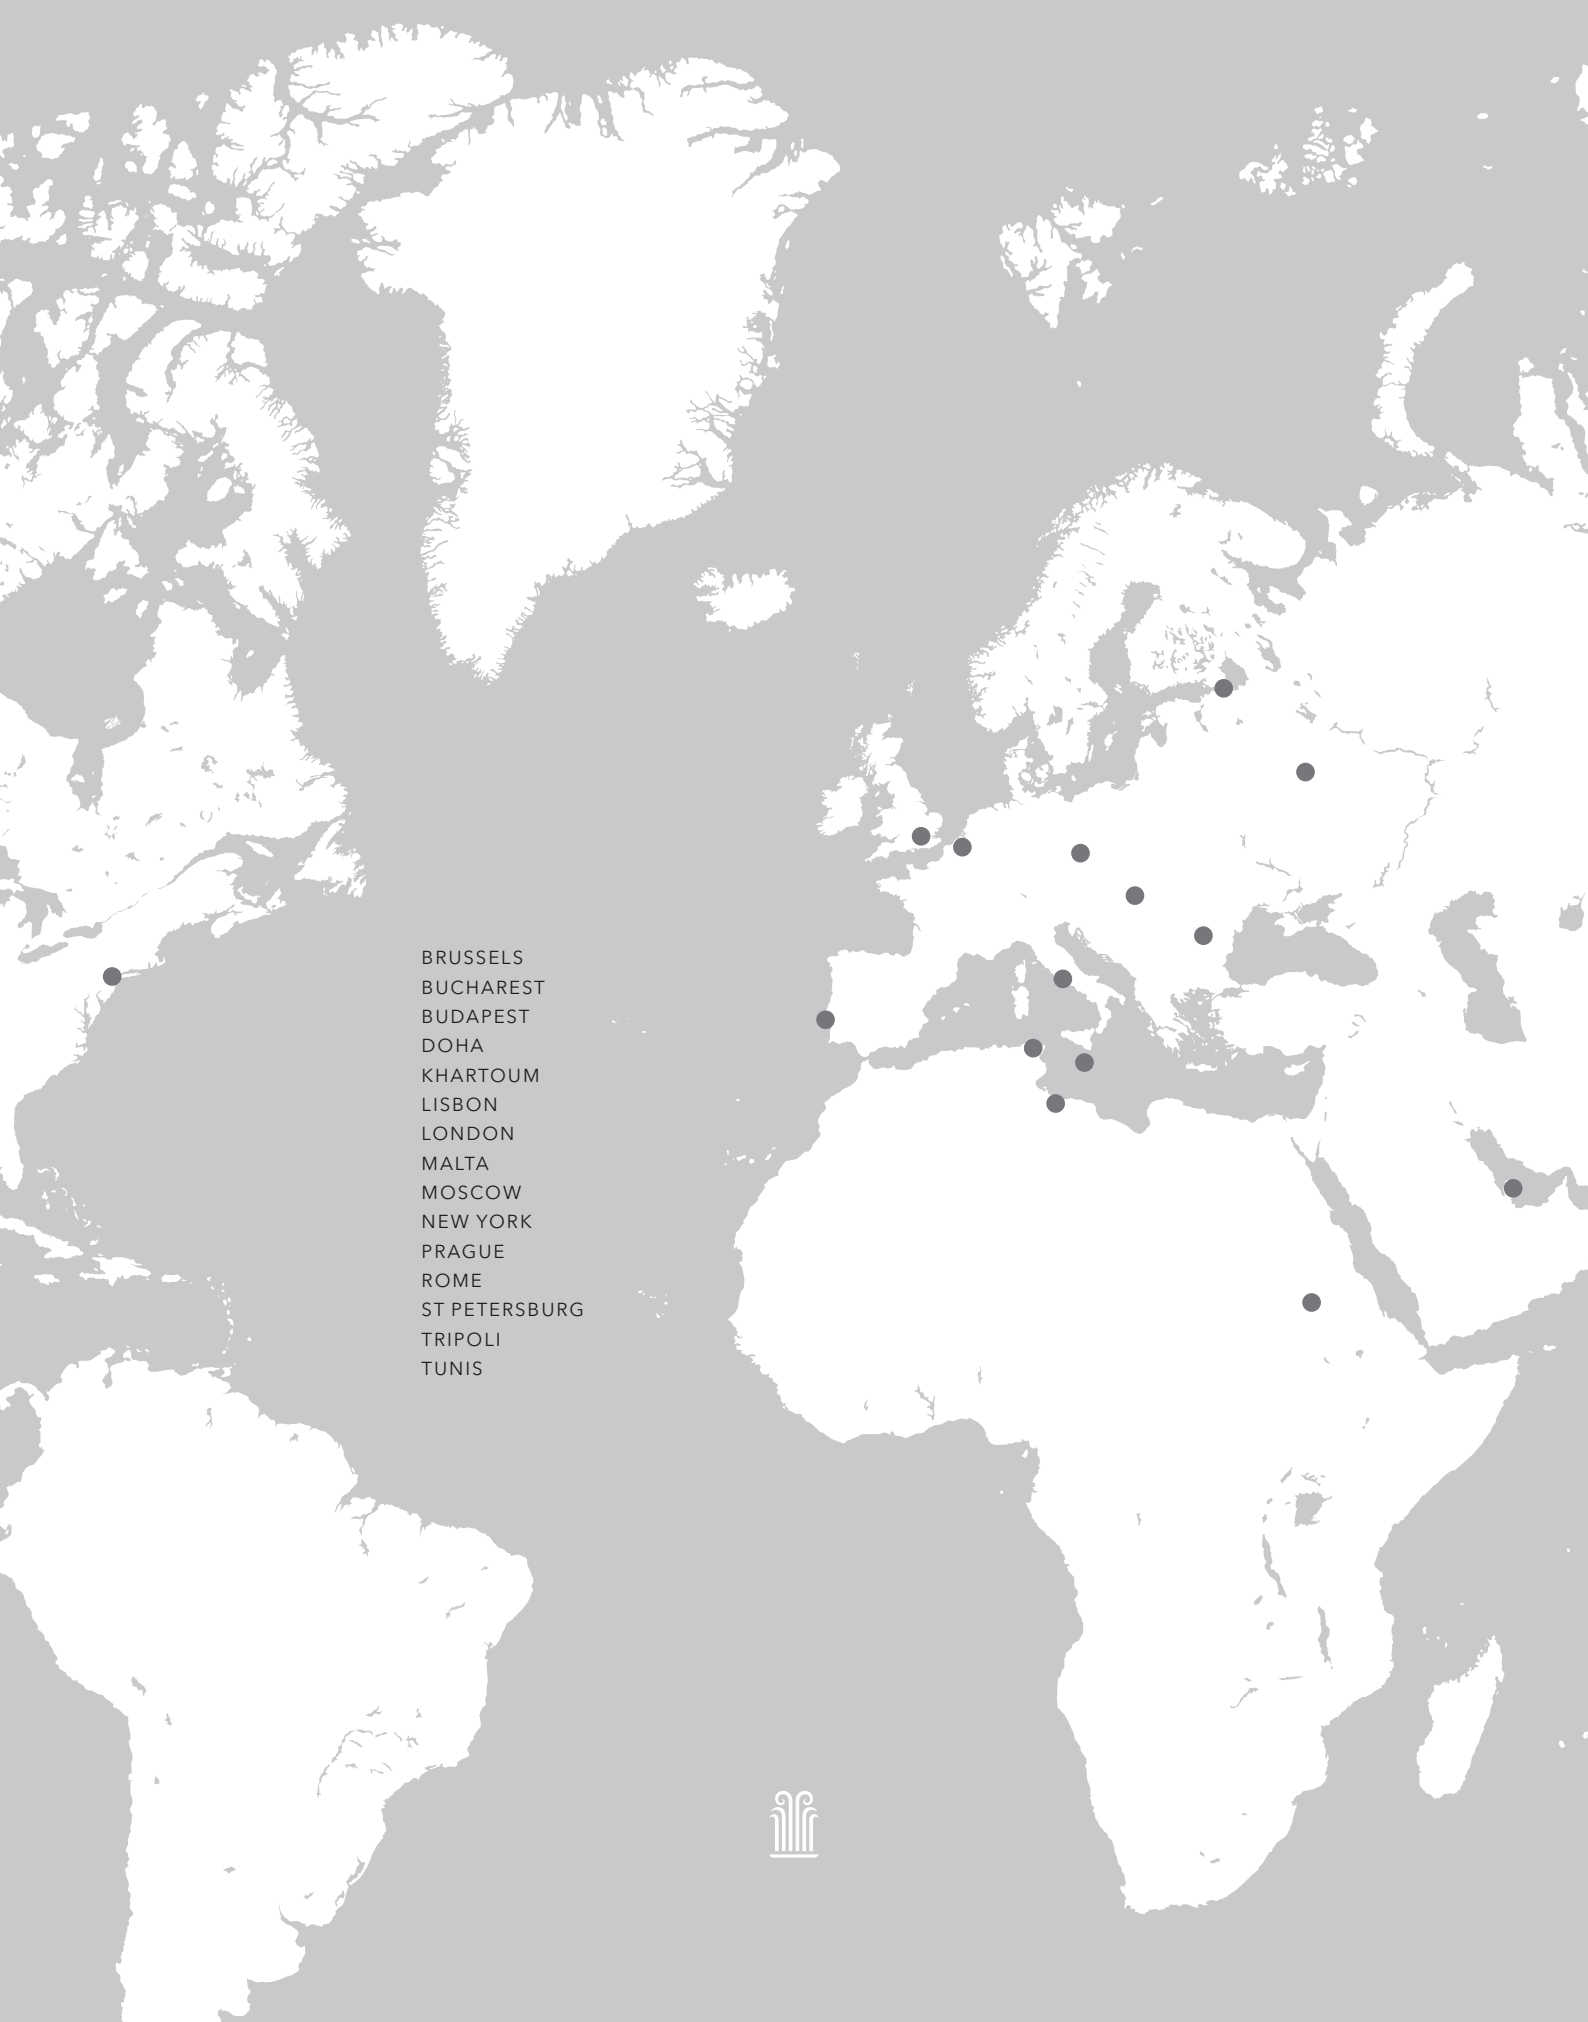 BRUSSELS
BUCHAREST
BUDAPEST
DOHA
KHARTOUM
LISBON
LONDON
MALTA
MOSCOW
NEW YORK
PRAGUE
ROME
ST PETERSBURG
TRIPOLI
TUNIS